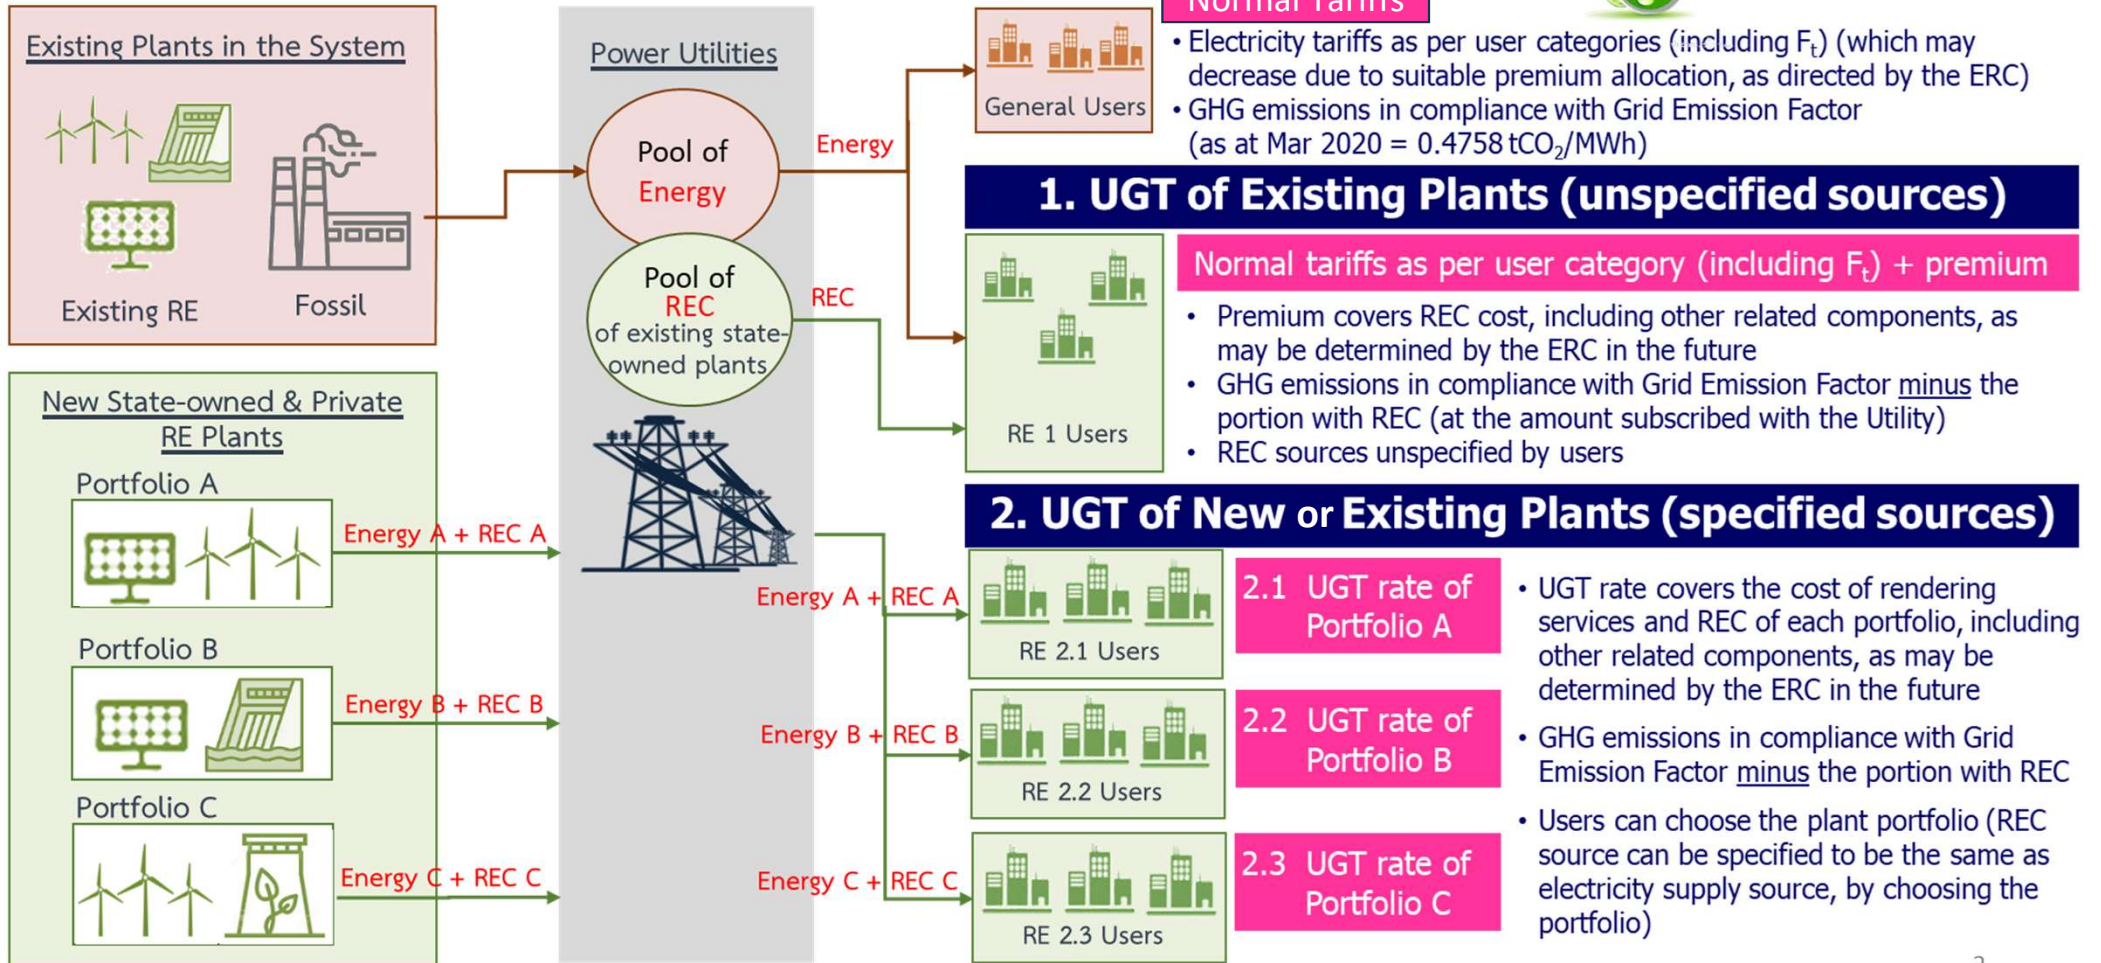 Existing Plants in the System
Existing RE
Fossil
New State-owned & Private
RE Plants
Portfolio A
Energy A + REC A
Portfolio B
Energy B + REC B
Portfolio C
Energy C + REC C
Power Utilities
Pool of
Energy
Pool of
REC
of existing state-
owned plants
Energy
REC
General Users
Normal Tariffs
• Electricity tariffs as per user categories (including Ft) (which may
decrease due to suitable premium allocation, as directed by the ERC)
• GHG emissions in compliance with Grid Emission Factor
(as at Mar 2020 = 0.4758 tCO2/MWh)
1. UGT of Existing Plants (unspecified sources)
RE 1 Users
Normal tariffs as per user category (including Ft) + premium
• Premium covers REC cost, including other related components, as
may be determined by the ERC in the future
• GHG emissions in compliance with Grid Emission Factor minus the
portion with REC (at the amount subscribed with the Utility)
• REC sources unspecified by users
2. UGT of New or Existing Plants (specified sources)
Energy A + REC A
RE 2.1 Users
2.1 UGT rate of
Portfolio A
Energy B + REC B
RE 2.2 Users
2.2 UGT rate of
Portfolio B
Energy C + REC C
RE 2.3 Users
2.3 UGT rate of
Portfolio C
• UGT rate covers the cost of rendering
services and REC of each portfolio, including
other related components, as may be
determined by the ERC in the future
• GHG emissions in compliance with Grid
Emission Factor minus the portion with REC
• Users can choose the plant portfolio (REC
source can be specified to be the same as
electricity supply source, by choosing the
portfolio)